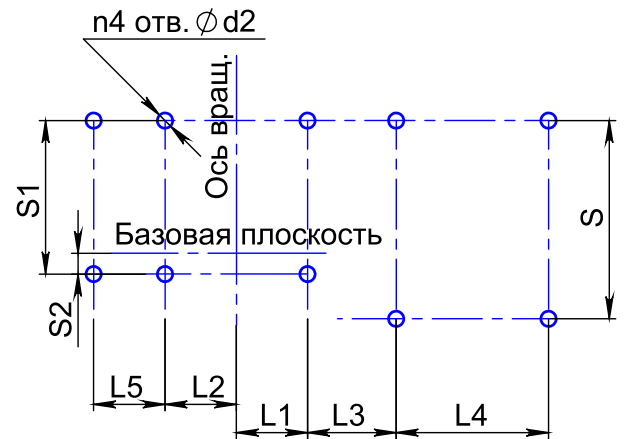 n4 отв. ∅ d2
Ось вращ.
S1
S
Базовая плоскость
S2
L5
L2
L1
L3
L4